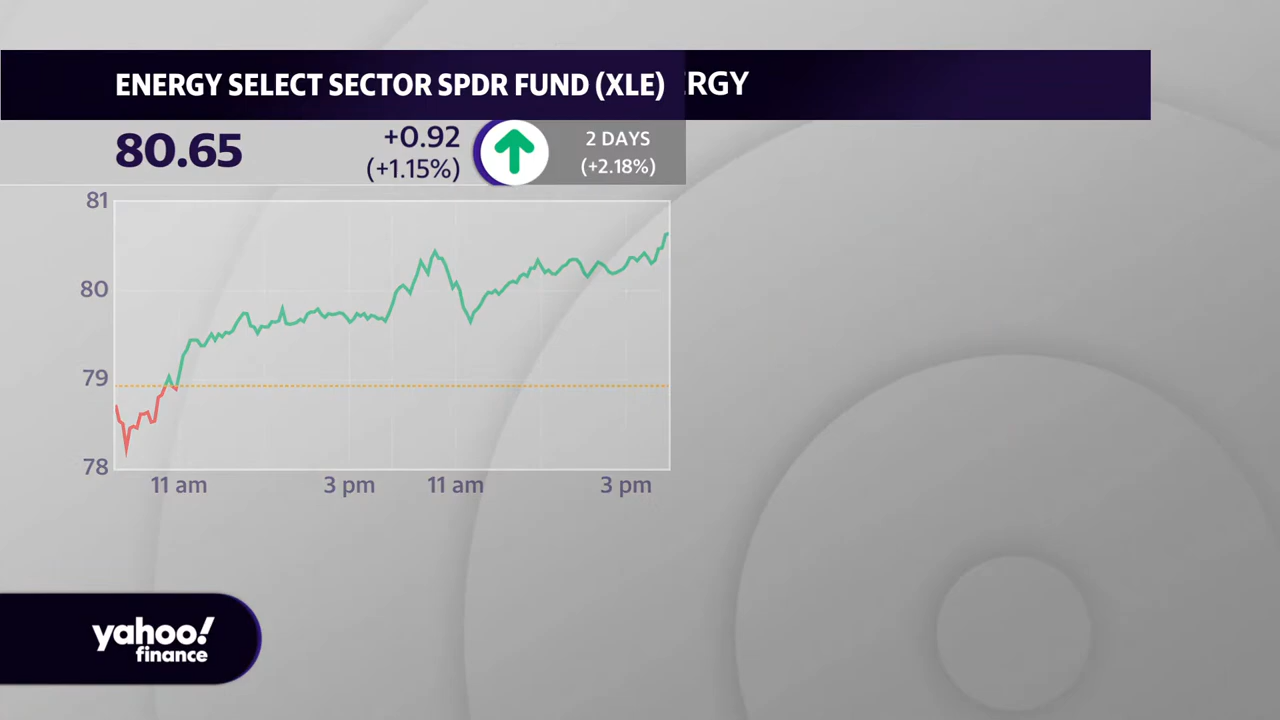 ENERGY SELECT SECTOR SPDR FUND (XLE)
RGY
80.65
+0.92
(+1.15%)
2 DAYS
(+2.18%)
81
80
79
78
11 am
3 pm
11 am
3 pm
yahoo!
finance